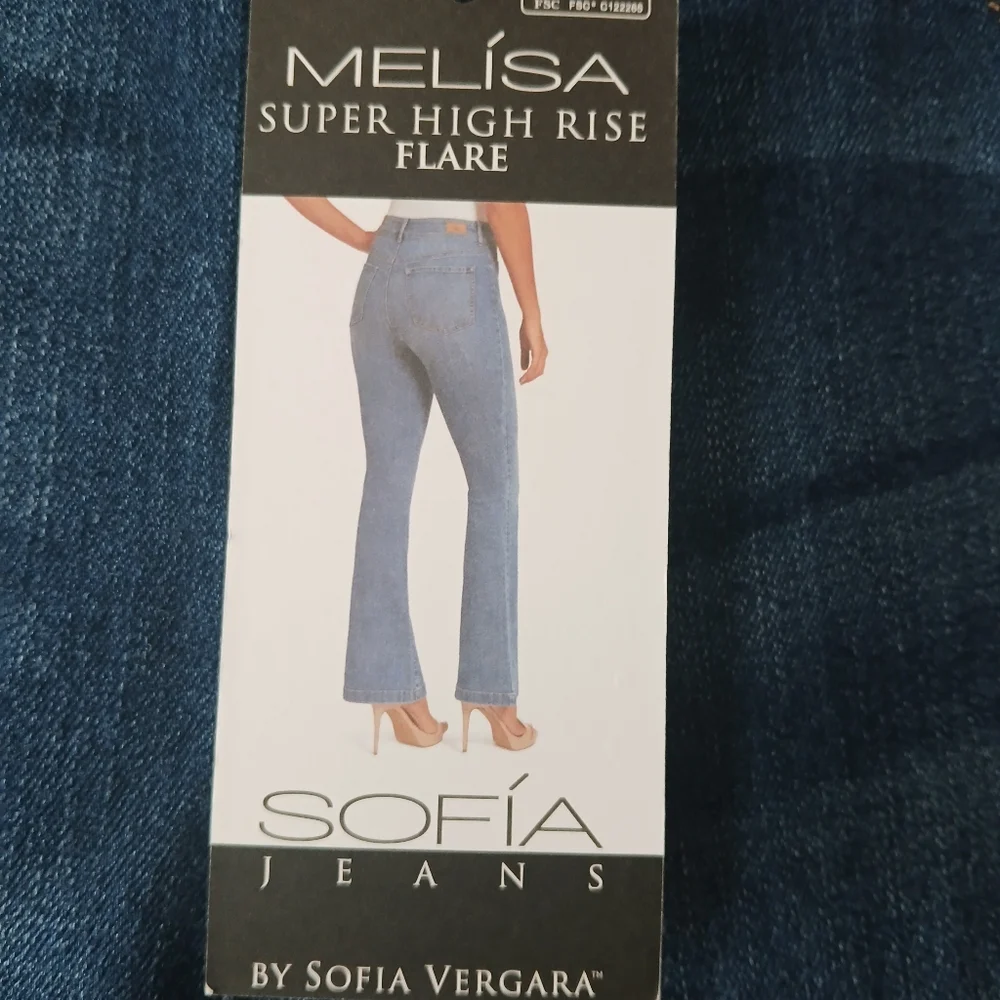 FSC FSC® C122266
MELÍSA
SUPER HIGH RISE
FLARE
SOFÍA
JEANS
BY SOFIA VERGARA™